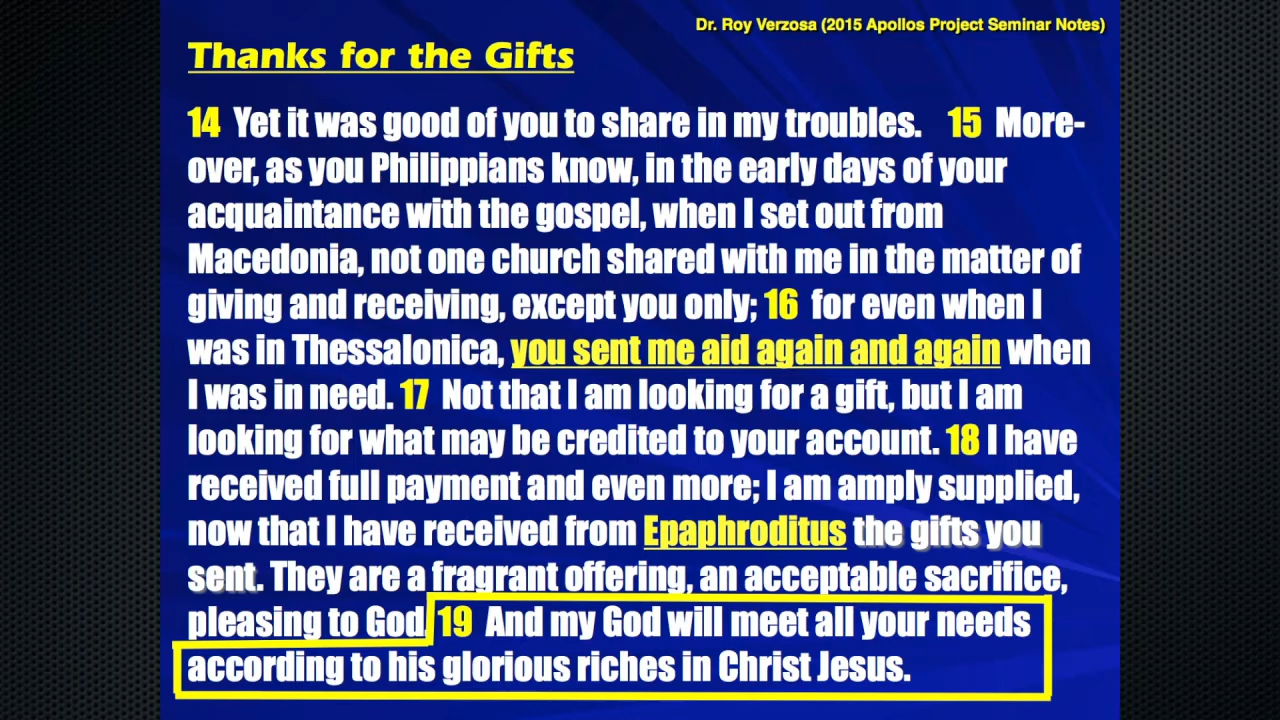 Dr. Roy Verzosa (2015 Apollos Project Seminar Notes)
Thanks for the Gifts
14 Yet it was good of you to share in my troubles. 15 More-
over, as you Philippians know, in the early days of your
acquaintance with the gospel, when I set out from
Macedonia, not one church shared with me in the matter of
giving and receiving, except you only; 16 for even when I
was in Thessalonica, you sent me aid again and again when
I was in need. 17 Not that I am looking for a gift, but I am
looking for what may be credited to your account. 18 I have
received full payment and even more; I am amply supplied,
now that I have received from Epaphroditus the gifts you
sent. They are a fragrant offering, an acceptable sacrifice,
pleasing to God. 19 And my God will meet all your needs
according to his glorious riches in Christ Jesus.